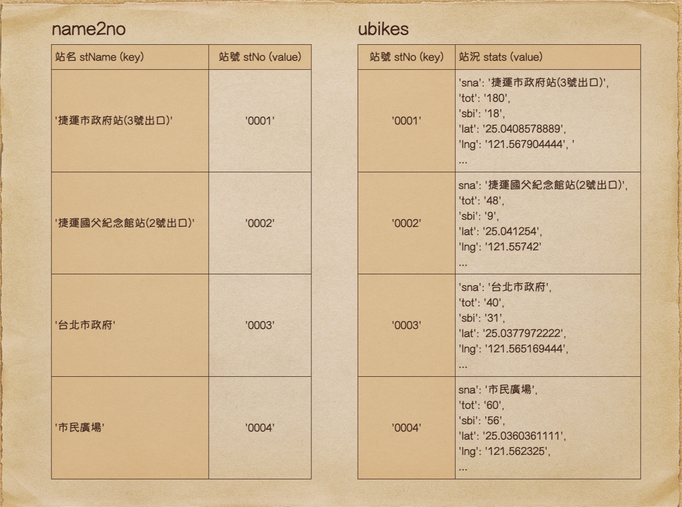 name2no
站名 stName (key) 站號 stNo (value)
'捷運市政府站(3號出口)' '0001'
'捷運國父紀念館站(2號出口)' '0002'
'台北市政府' '0003'
'市民廣場' '0004'
ubikes
站號 stNo (key) 站況 stats (value)
'0001'
'sna': '捷運市政府站(3號出口)',
'tot': '180',
'sbi': '18',
'lat': '25.0408578889',
'lng': '121.567904444', '
...
'0002'
sna': '捷運國父紀念館站(2號出口)',
'tot': '48',
'sbi': '9',
'lat': '25.041254',
'lng': '121.55742'
...
'0003'
'sna': '台北市政府',
'tot': '40',
'sbi': '31',
'lat': '25.0377972222',
'lng': '121.565169444',
...
'0004'
sna': '市民廣場',
'tot': '60',
'sbi': '56',
'lat': '25.0360361111',
'lng': '121.562325',
...